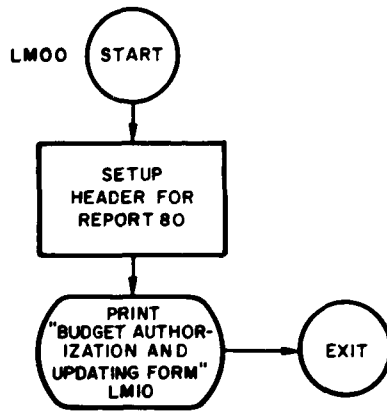 LM00 START
SETUP
HEADER FOR
REPORT 80
PRINT
"BUDGET AUTHOR-
IZATION AND
UPDATING FORM"
LM10
EXIT